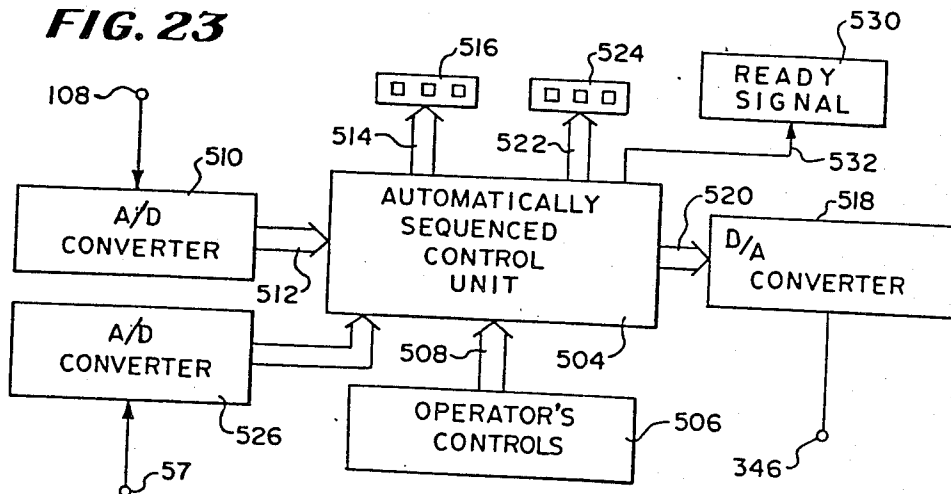 FIG. 23
516
524
530
READY
SIGNAL
108
514
522
532
510
A/D
CONVERTER
512
AUTOMATICALLY
SEQUENCED
CONTROL
UNIT
520
518
D/A
CONVERTER
A/D
CONVERTER
508
504
526
OPERATOR'S
CONTROLS
506
57
346